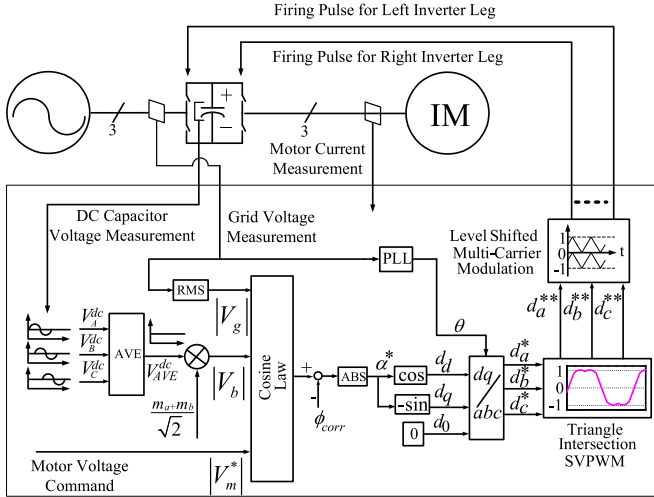 Firing Pulse for Left Inverter Leg
Firing Pulse for Right Inverter Leg
+
−
3
3
IM
Motor Current
Measurement
DC Capacitor
Voltage Measurement
Grid Voltage
Measurement
Level Shifted
Multi-Carrier
Modulation
1
0
-1
t
PLL
RMS
|V_g|
θ
d_a^** d_b^** d_c^**
V_A^dc
V_B^dc
V_C^dc
AVE
V_AVE^dc
|V_b|
m_a+m_b
√2
Cosine
Law
+
-
ϕ_corr
ABS
α*
cos
-sin
0
d_d
d_q
d_0
dq
abc
d_a^*
d_b^*
d_c^*
1
0
-1
Triangle
Intersection
SVPWM
Motor Voltage
Command
|V_m^*|